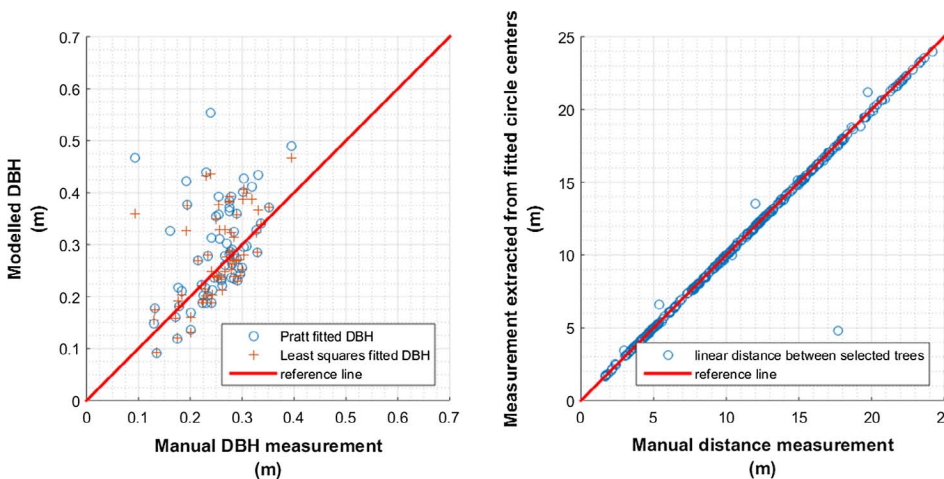 Modelled DBH
(m)
0.7
0.6
0.5
0.4
0.3
0.2
0.1
0
Pratt fitted DBH
Least squares fitted DBH
reference line
0
0.1
0.2
0.3
0.4
0.5
0.6
0.7
Manual DBH measurement
(m)
Measurement extracted from fitted circle centers
(m)
25
20
15
10
5
0
linear distance between selected trees
reference line
0
5
10
15
20
25
Manual distance measurement
(m)